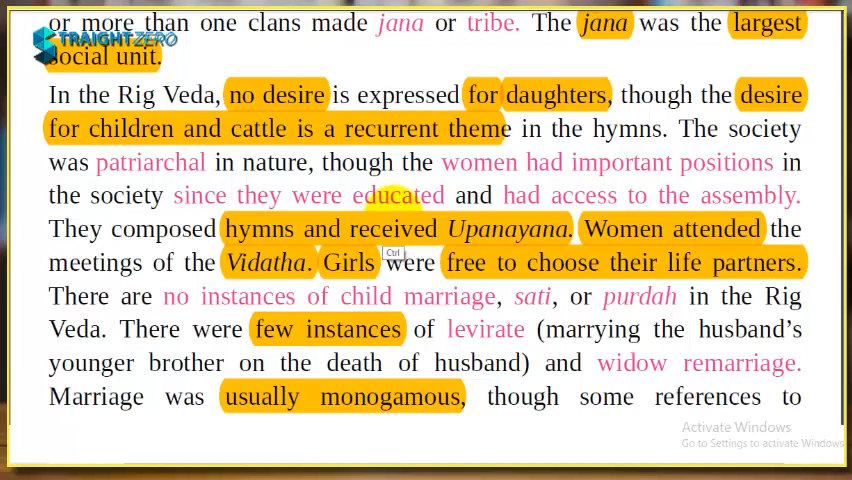 or more than one clans made jana or tribe. The jana was the largest
STRAIGHTZERO
social unit.
In the Rig Veda, no desire is expressed for daughters, though the desire
for children and cattle is a recurrent theme in the hymns. The society
was patriarchal in nature, though the women had important positions in
the society since they were educated and had access to the assembly.
They composed hymns and received Upanayana. Women attended the
Ctrl
meetings of the Vidatha. Girls were free to choose their life partners.
There are no instances of child marriage, sati, or purdah in the Rig
Veda. There were few instances of levirate (marrying the husband's
younger brother on the death of husband) and widow remarriage.
Marriage was usually monogamous, though some references to
Activate Windows
Go to Settings to activate Windows